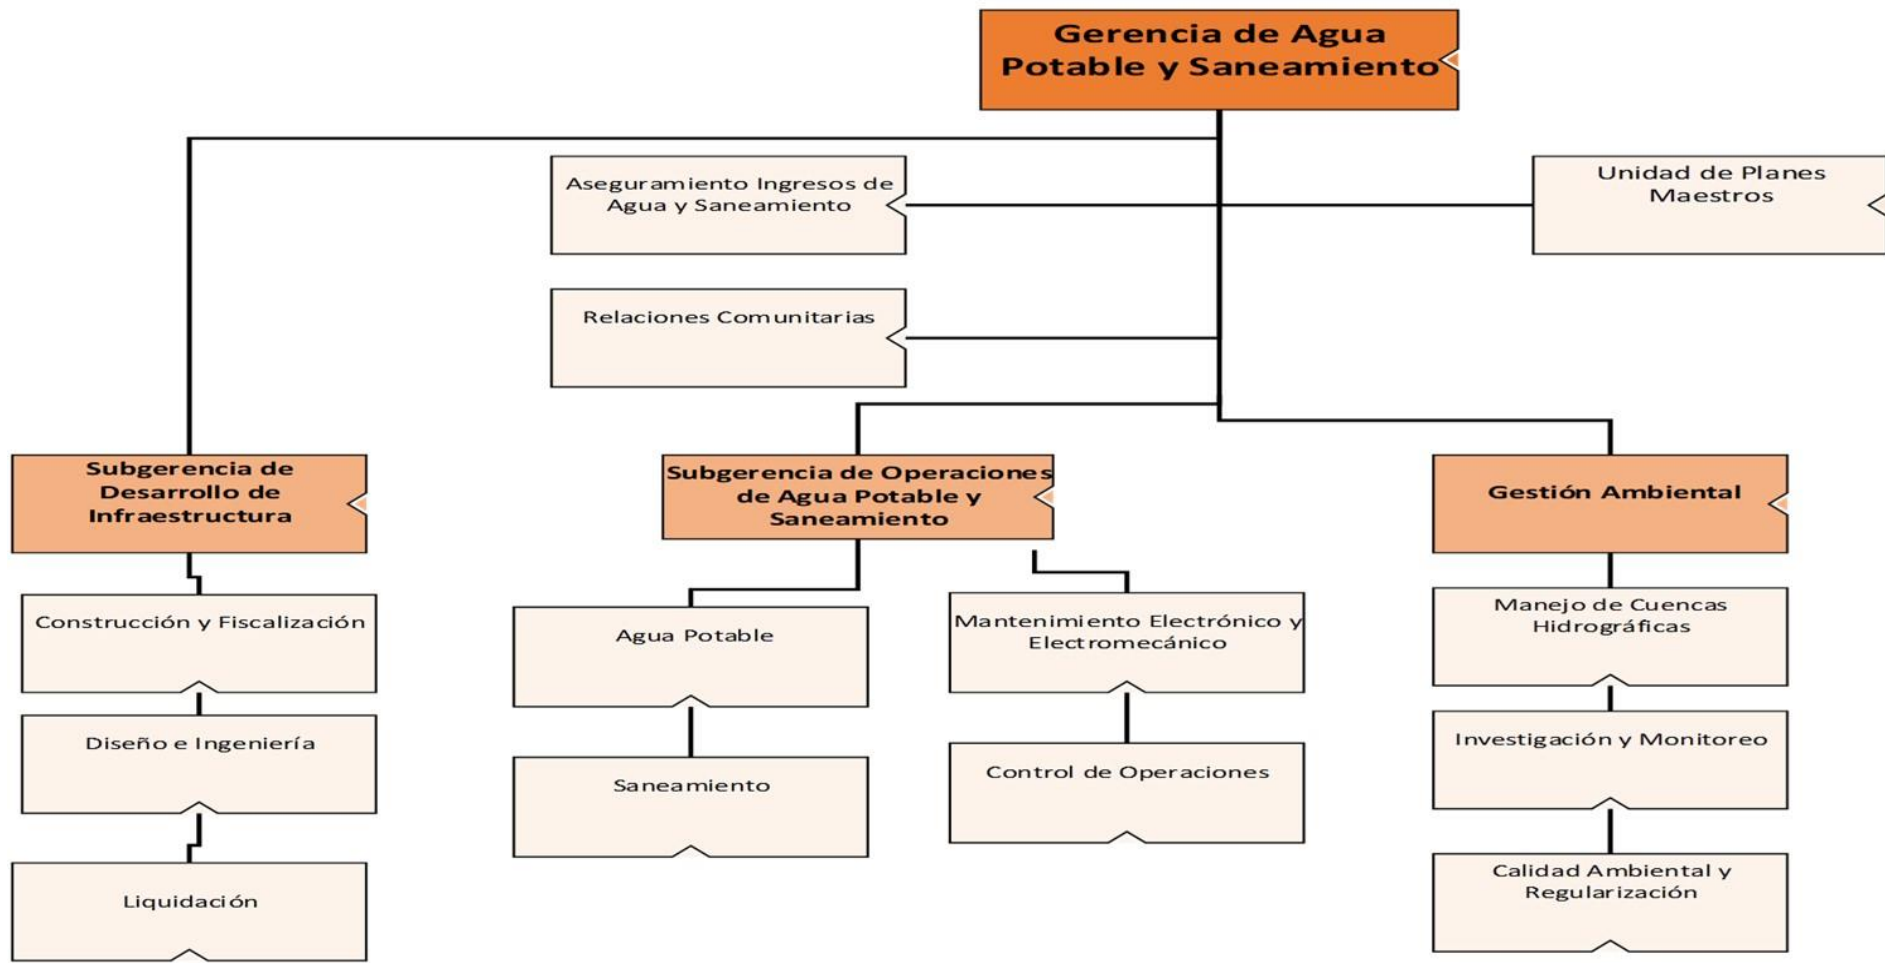 Gerencia de Agua
Potable y Saneamiento
Aseguramiento Ingresos de
Agua y Saneamiento
Unidad de Planes
Maestros
Relaciones Comunitarias
Subgerencia de
Desarrollo de
Infraestructura
Subgerencia de Operaciones
de Agua Potable y
Saneamiento
Gestión Ambiental
Construcción y Fiscalización
Agua Potable
Mantenimiento Electrónico y
Electromecánico
Manejo de Cuencas
Hidrográficas
Diseño e Ingeniería
Saneamiento
Control de Operaciones
Investigación y Monitoreo
Liquidación
Calidad Ambiental y
Regularización